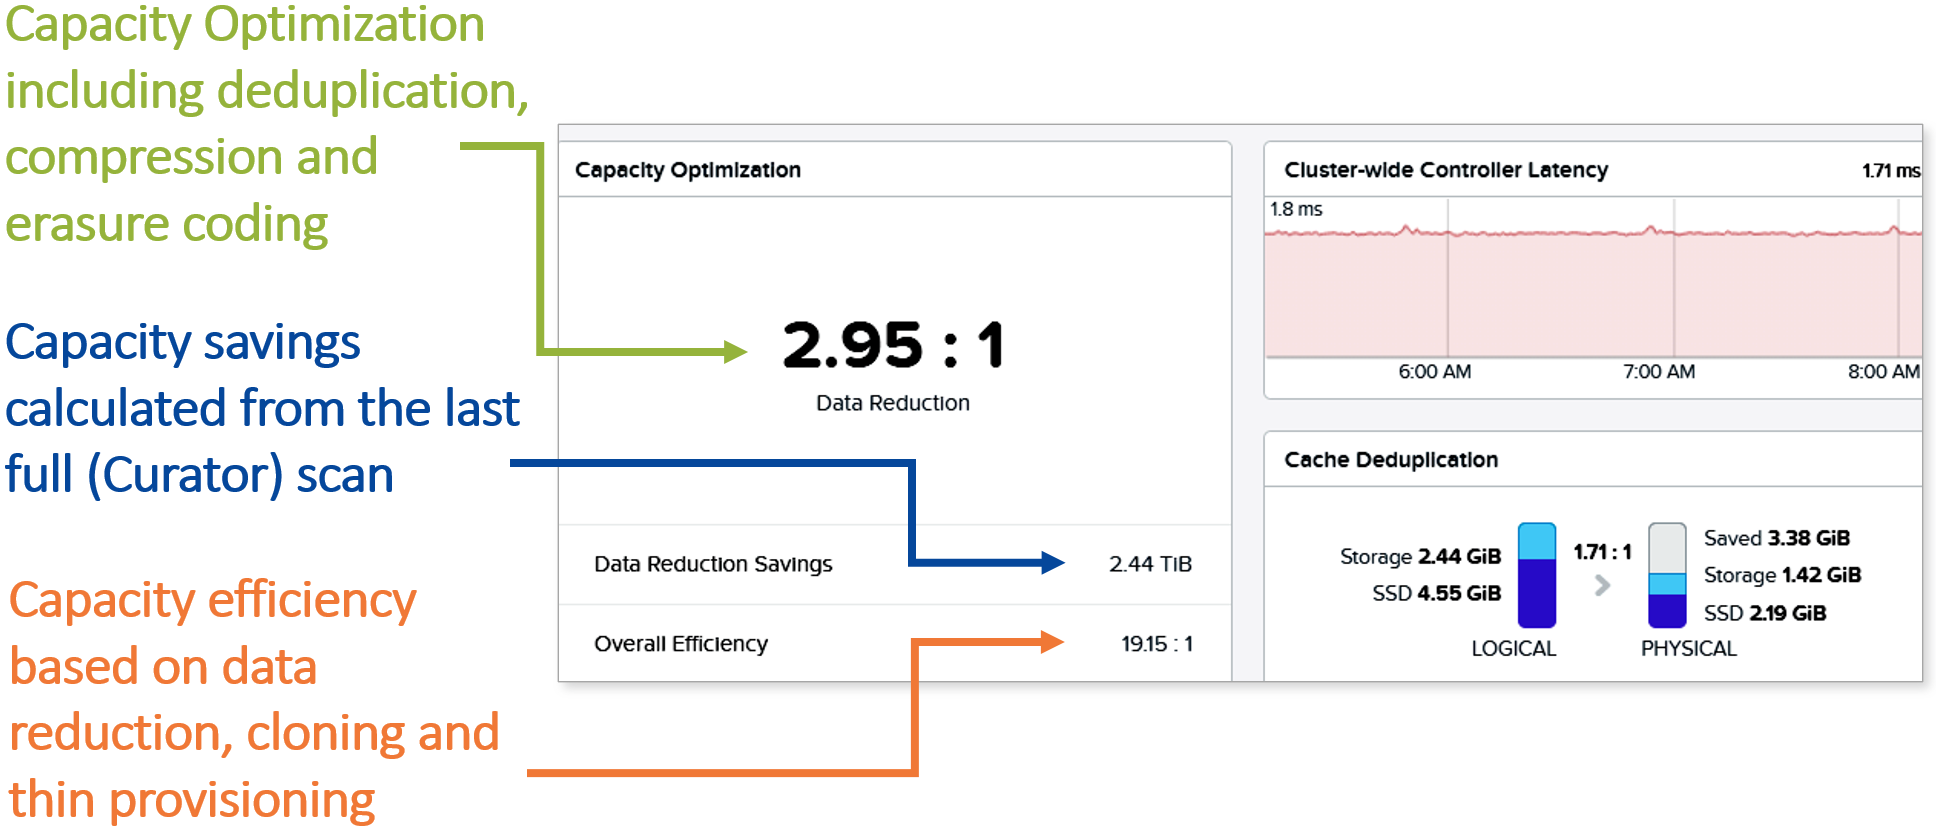 Capacity Optimization
including deduplication,
compression and
erasure coding
Capacity savings
calculated from the last
full (Curator) scan
Capacity efficiency
based on data
reduction, cloning and
thin provisioning
Capacity Optimization
2.95 : 1
Data Reduction
Data Reduction Savings 2.44 TiB
Overall Efficiency 19.15 : 1
Cluster-wide Controller Latency 1.71 ms
1.8 ms
6:00 AM 7:00 AM 8:00 AM
Cache Deduplication
Storage 2.44 GiB
SSD 4.55 GiB
LOGICAL
1.71 : 1
Saved 3.38 GiB
Storage 1.42 GiB
SSD 2.19 GiB
PHYSICAL